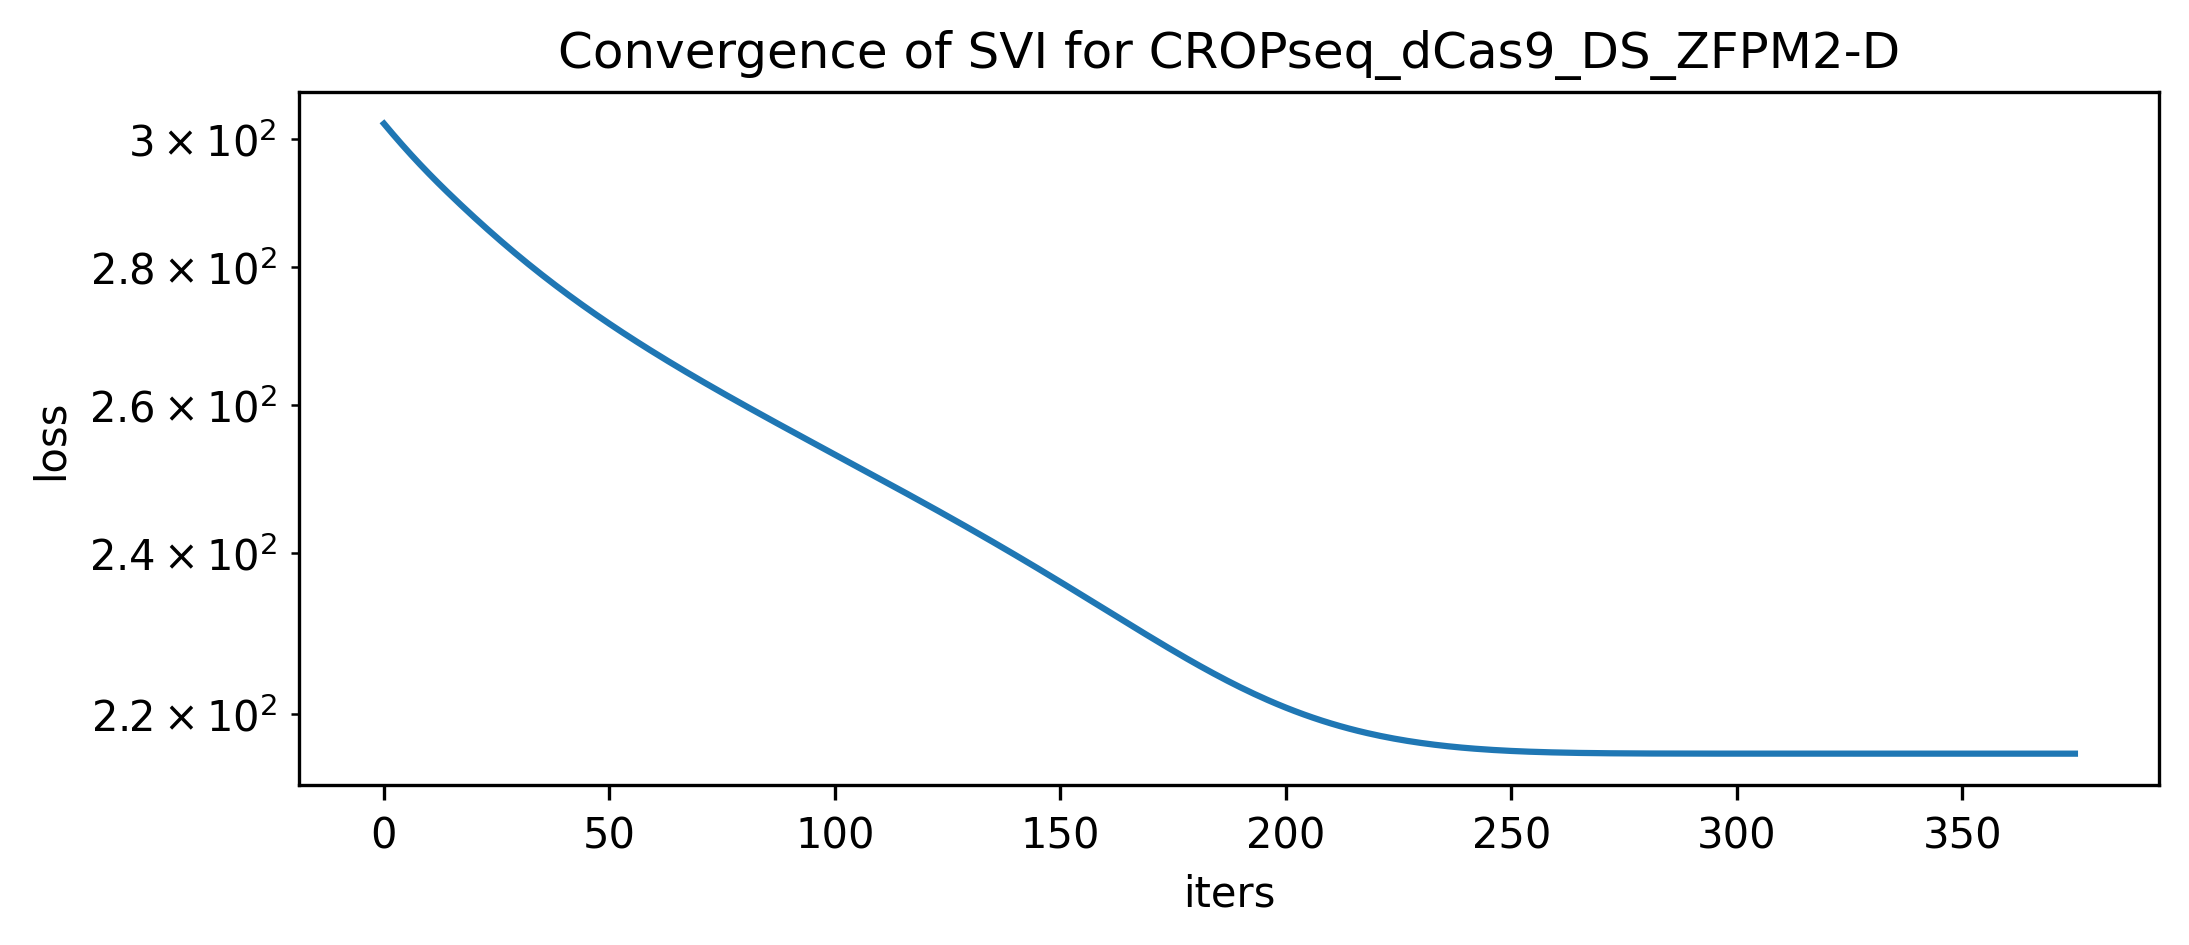 Convergence of SVI for CROPseq_dCas9_DS_ZFPM2-D
3 × 10²
2.8 × 10²
2.6 × 10²
2.4 × 10²
2.2 × 10²
loss
0 50 100 150 200 250 300 350
iters